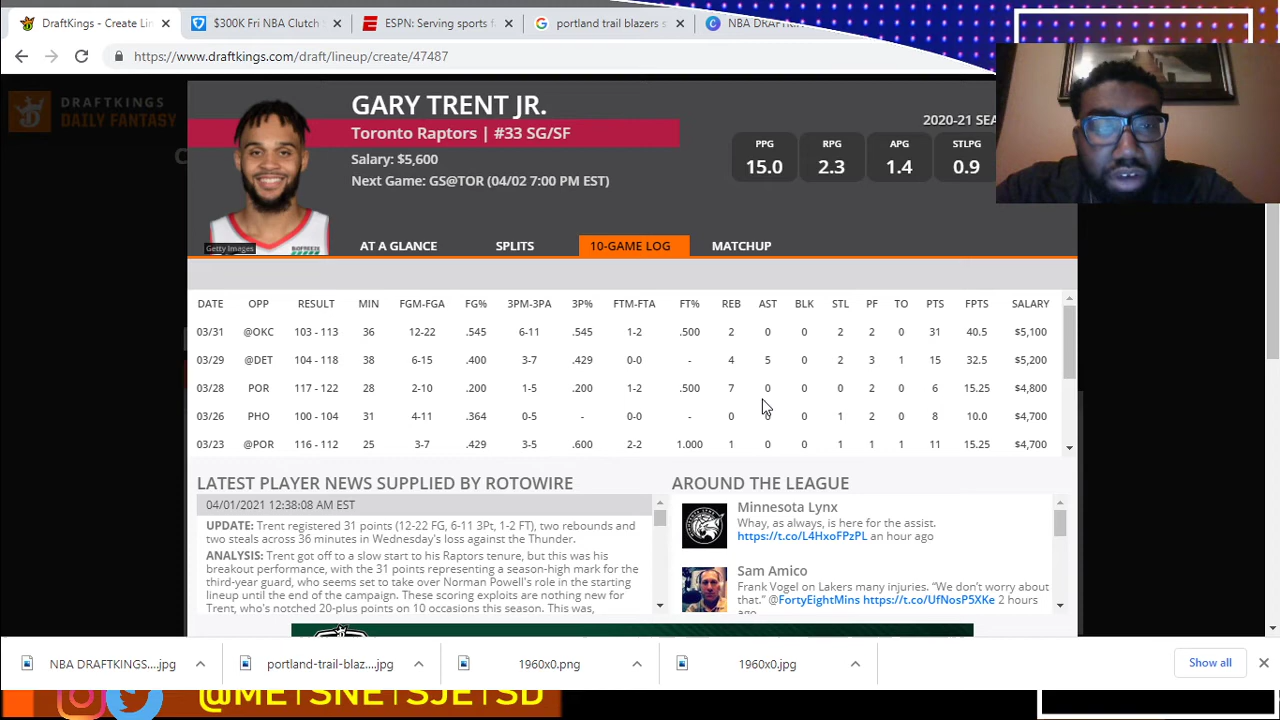 DraftKings - Create Lin
$300K Fri NBA Clutch
ESPN: Serving sports f
portland trail blazers s
NBA DRAFTKI
https://www.draftkings.com/draft/lineup/create/47487
DRAFTKINGS
DAILY FANTASY
GARY TRENT JR.
Toronto Raptors | #33 SG/SF
Salary: $5,600
Next Game: GS@TOR (04/02 7:00 PM EST)
2020-21 SEA
PPG RPG APG STLPG
15.0 2.3 1.4 0.9
Getty Images
BIOFREEZE
AT A GLANCE SPLITS 10-GAME LOG MATCHUP
DATE OPP RESULT MIN FGM-FGA FG% 3PM-3PA 3P% FTM-FTA FT% REB AST BLK STL PF TO PTS FPTS SALARY
03/31 @OKC 103 - 113 36 12-22 .545 6-11 .545 1-2 .500 2 0 0 2 2 0 31 40.5 $5,100
03/29 @DET 104 - 118 38 6-15 .400 3-7 .429 0-0 - 4 5 0 2 3 1 15 32.5 $5,200
03/28 POR 117 - 122 28 2-10 .200 1-5 .200 1-2 .500 7 0 0 0 2 0 6 15.25 $4,800
03/26 PHO 100 - 104 31 4-11 .364 0-5 - 0-0 - 0 0 0 1 2 0 8 10.0 $4,700
03/23 @POR 116 - 112 25 3-7 .429 3-5 .600 2-2 1.000 1 0 0 1 1 1 11 15.25 $4,700
LATEST PLAYER NEWS SUPPLIED BY ROTOWIRE
04/01/2021 12:38:08 AM EST
UPDATE: Trent registered 31 points (12-22 FG, 6-11 3Pt, 1-2 FT), two rebounds and
two steals across 36 minutes in Wednesday's loss against the Thunder.
ANALYSIS: Trent got off to a slow start to his Raptors tenure, but this was his
breakout performance, with the 31 points representing a season-high mark for the
third-year guard, who seems set to take over Norman Powell's role in the starting
lineup until the end of the campaign. These scoring exploits are nothing new for
Trent, who's notched 20-plus points on 10 occasions this season. This was,
AROUND THE LEAGUE
Minnesota Lynx
Whay, as always, is here for the assist.
https://t.co/L4HxoFPzPL an hour ago
Sam Amico
Frank Vogel on Lakers many injuries. “We don’t worry about
that.” @FortyEightMins https://t.co/UfNosP5XKe 2 hours
ago
NBA DRAFTKINGS....jpg
portland-trail-blaz....jpg
1960x0.png
1960x0.jpg
Show all
@METSNETSJETSD